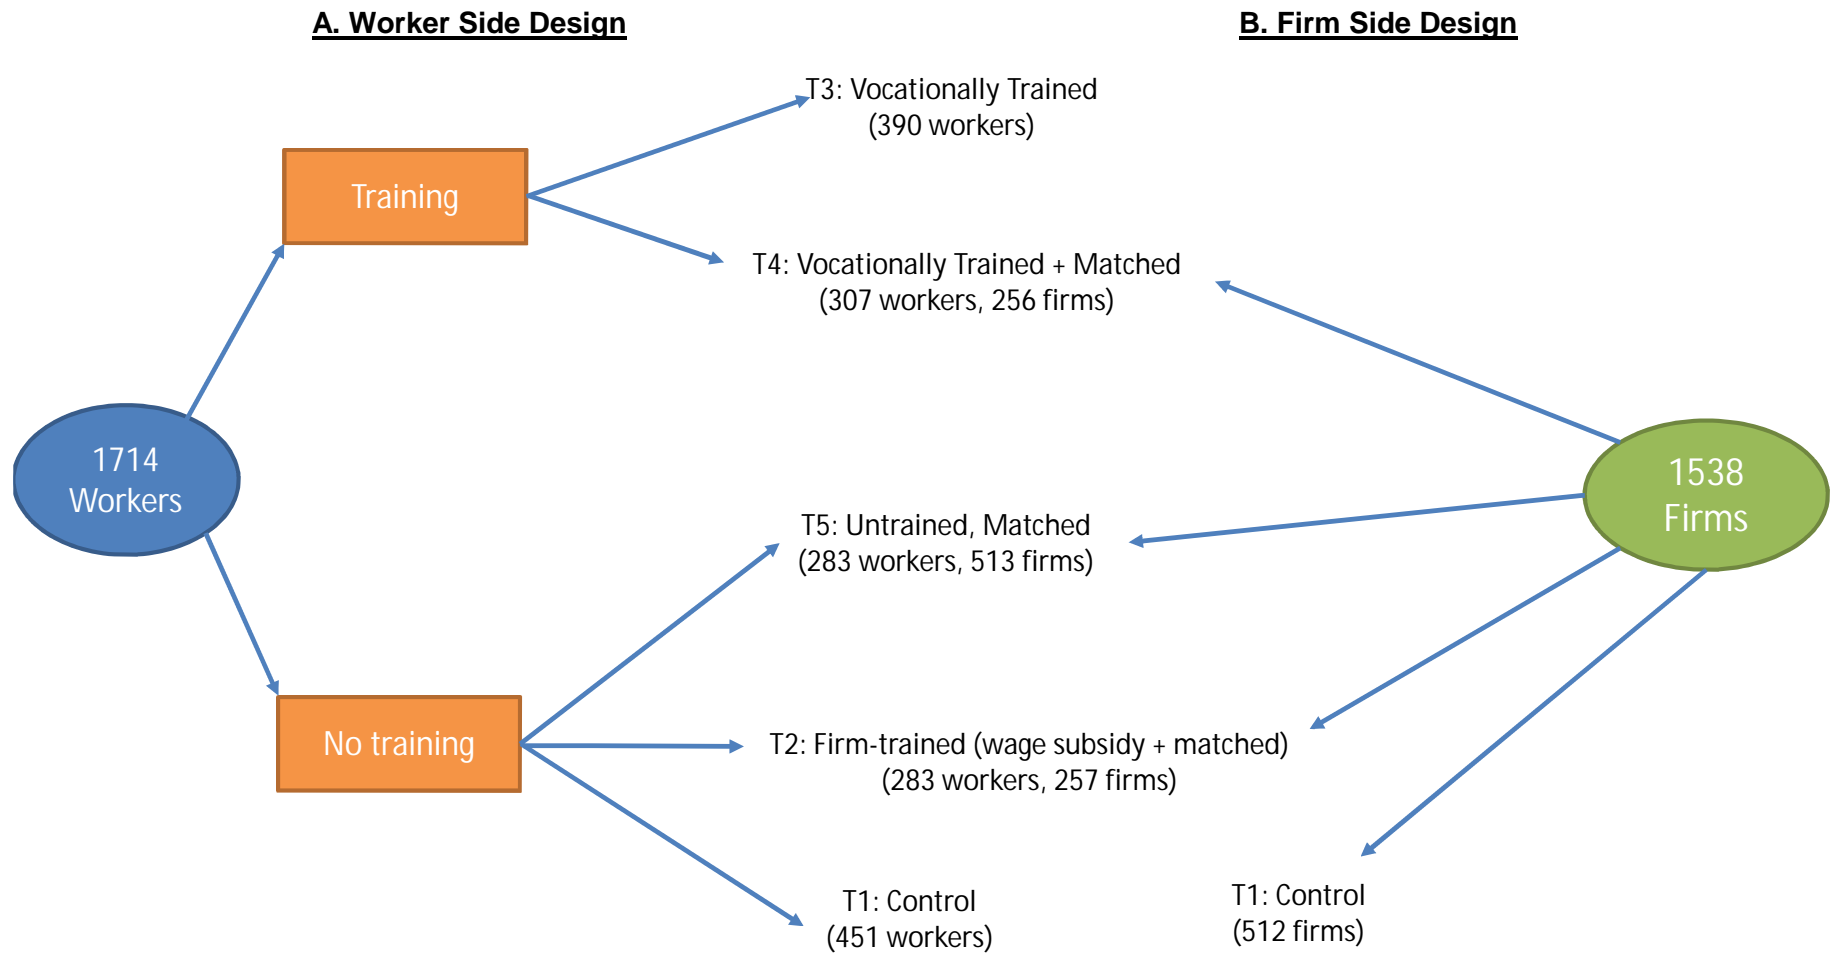 A. Worker Side Design
B. Firm Side Design
T3: Vocationally Trained
(390 workers)
Training
T4: Vocationally Trained + Matched
(307 workers, 256 firms)
1714
Workers
1538
Firms
T5: Untrained, Matched
(283 workers, 513 firms)
No training
T2: Firm-trained (wage subsidy + matched)
(283 workers, 257 firms)
T1: Control
(451 workers)
T1: Control
(512 firms)